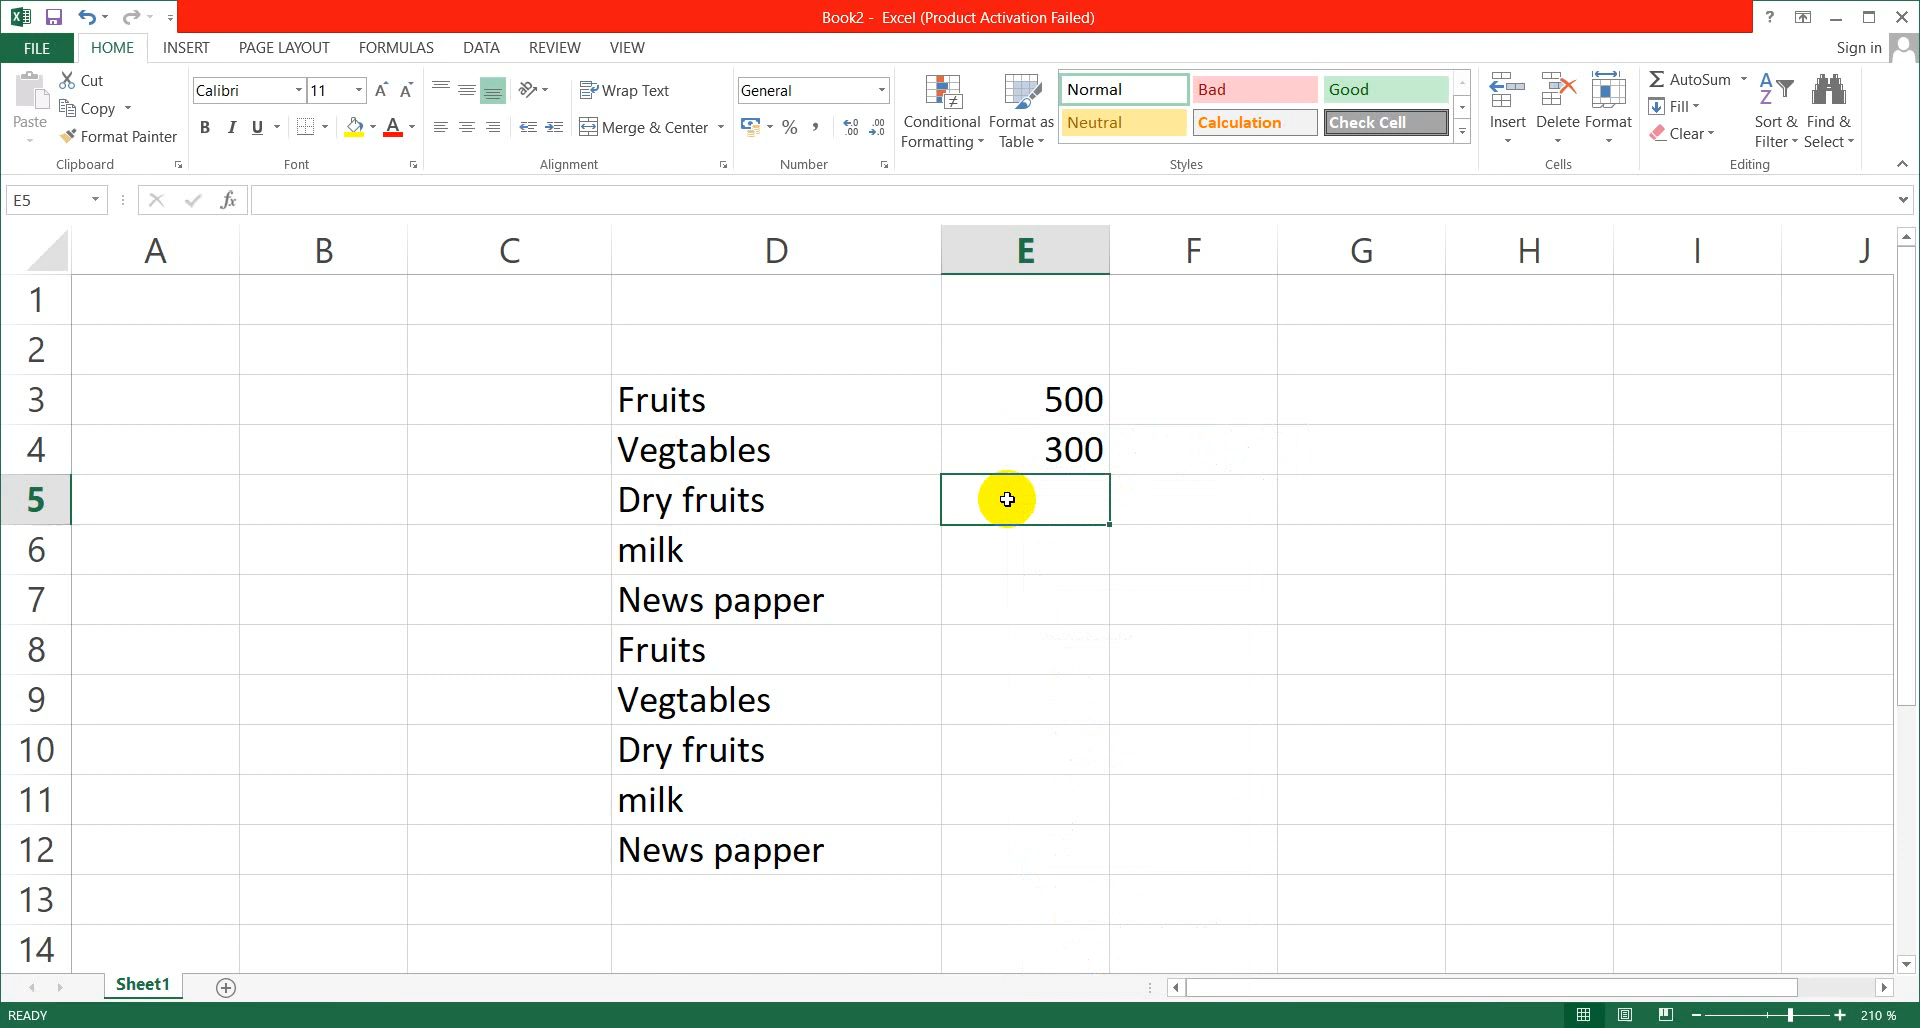 Book2 - Excel (Product Activation Failed)
?
FILE HOME INSERT PAGE LAYOUT FORMULAS DATA REVIEW VIEW Sign in
Paste
Cut
Copy
Format Painter
Clipboard
Calibri 11 A A
B I U A
Font
Wrap Text
Merge & Center
Alignment
General
% ,
Number
Conditional Formatting
Format as Table
Normal Bad Good
Neutral Calculation Check Cell
Styles
Insert Delete Format
Cells
AutoSum
Fill
Clear
Sort & Filter
Find & Select
Editing
E5 fx
A B C D E F G H I J
1
2
3 Fruits 500
4 Vegtables 300
5 Dry fruits
6 milk
7 News papper
8 Fruits
9 Vegtables
10 Dry fruits
11 milk
12 News papper
13
14
Sheet1
READY 210 %